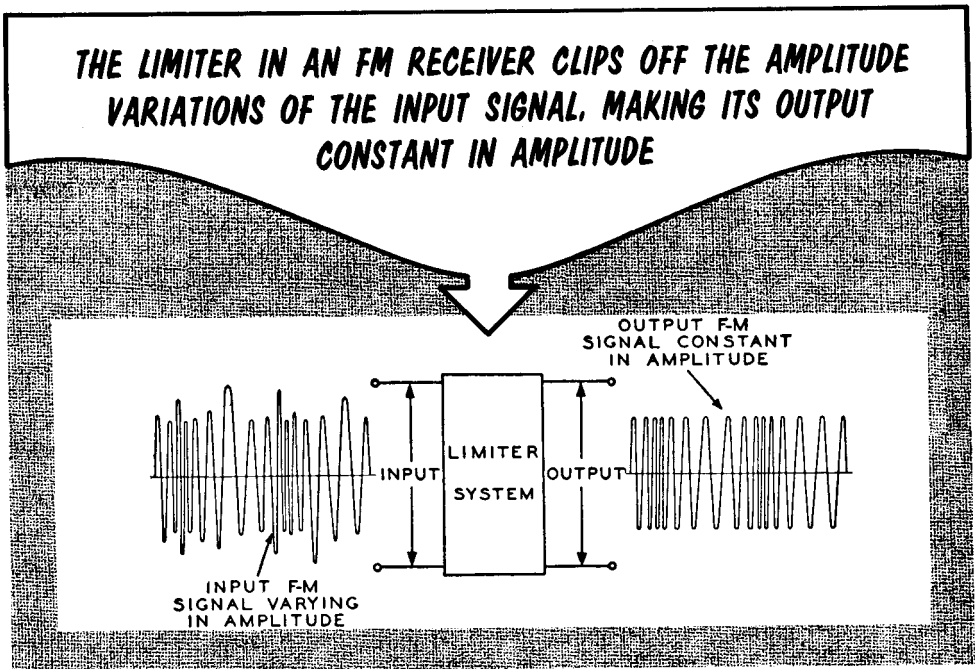 THE LIMITER IN AN FM RECEIVER CLIPS OFF THE AMPLITUDE
VARIATIONS OF THE INPUT SIGNAL, MAKING ITS OUTPUT
CONSTANT IN AMPLITUDE
OUTPUT F-M
SIGNAL CONSTANT
IN AMPLITUDE
INPUT
LIMITER
SYSTEM
OUTPUT
INPUT F-M
SIGNAL VARYING
IN AMPLITUDE